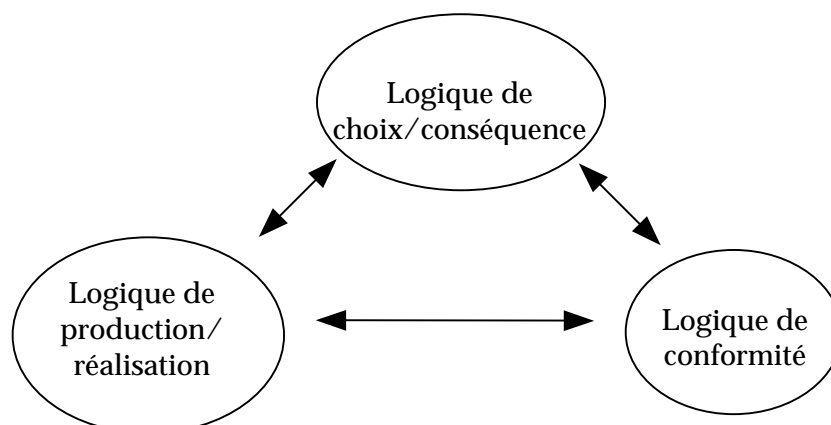 Logique de
choix/conséquence
Logique de
production/
réalisation
Logique de
conformité